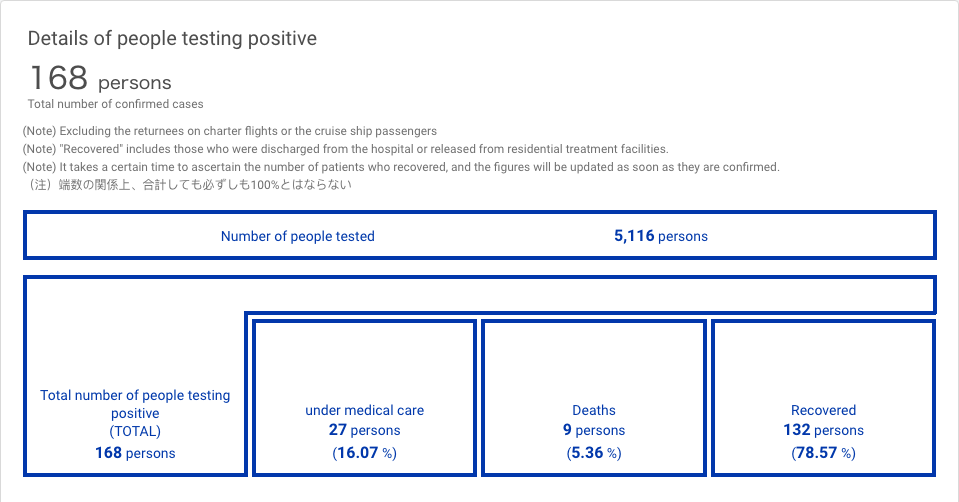 Details of people testing positive
168 persons
Total number of confirmed cases
(Note) Excluding the returnees on charter flights or the cruise ship passengers
(Note) "Recovered" includes those who were discharged from the hospital or released from residential treatment facilities.
(Note) It takes a certain time to ascertain the number of patients who recovered, and the figures will be updated as soon as they are confirmed.
（注）端数の関係上、合計しても必ずしも100%とはならない
Number of people tested 5,116 persons
Total number of people testing
positive
(TOTAL)
168 persons
under medical care
27 persons
(16.07 %)
Deaths
9 persons
(5.36 %)
Recovered
132 persons
(78.57 %)